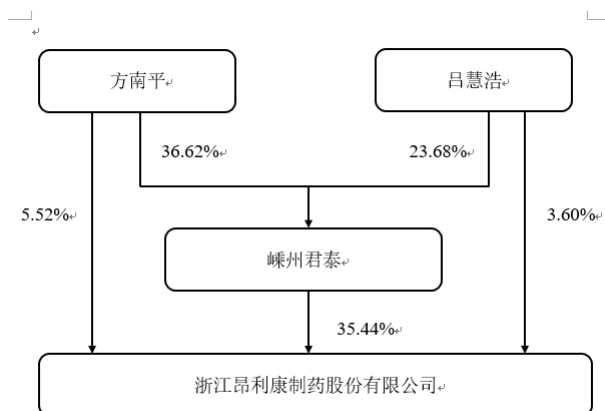 方南平
吕慧浩
36.62%
23.68%
5.52%
3.60%
嵊州君泰
35.44%
浙江昂利康制药股份有限公司